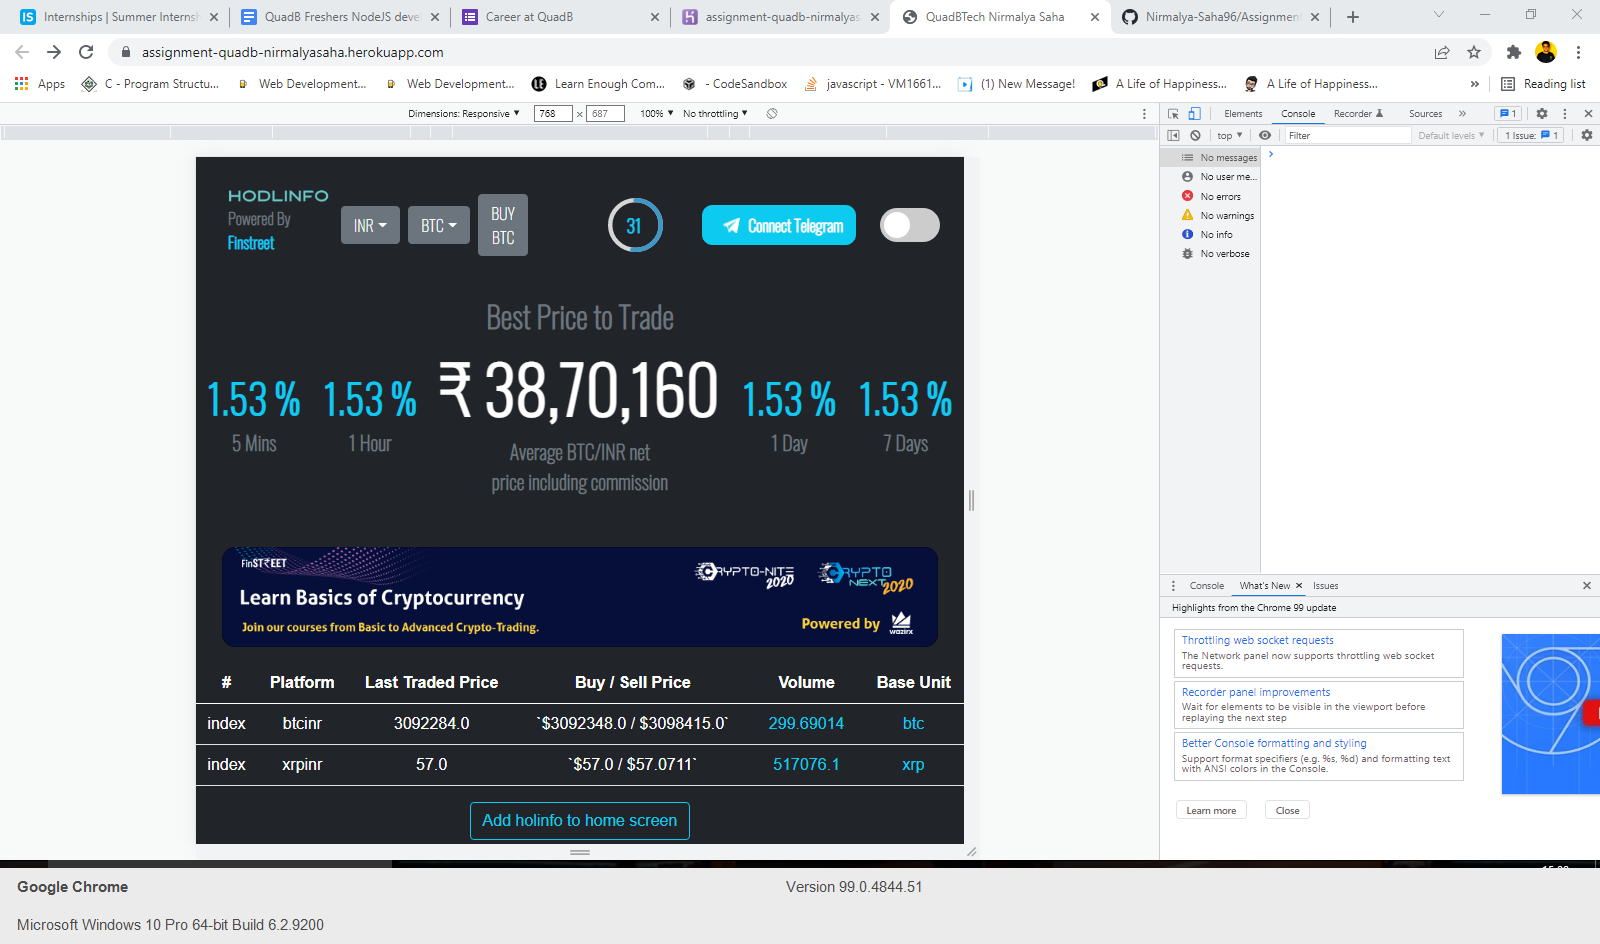 Internships | Summer Interns
QuadB Freshers NodeJS deve
Career at QuadB
assignment-quadb-nirmalyas
QuadBTech Nirmalya Saha
Nirmalya-Saha96/Assignment
assignment-quadb-nirmalyasaha.herokuapp.com
Apps
C - Program Structu...
Web Development...
Web Development...
Learn Enough Com...
- CodeSandbox
javascript - VM1661...
(1) New Message!
A Life of Happiness...
A Life of Happiness...
»
Reading list
Dimensions: Responsive ▼
768 × 687
100% ▼
No throttling ▼
Elements
Console
Recorder
Sources
»
1
top ▼
Filter
Default levels ▼
1 Issue: 1
No messages
No user me...
No errors
No warnings
No info
No verbose
HODLINFO
Powered By
Finstreet
INR
BTC
BUY
BTC
31
Connect Telegram
Best Price to Trade
1.53 %
5 Mins
1.53 %
1 Hour
₹ 38,70,160
Average BTC/INR net
price including commission
1.53 %
1 Day
1.53 %
7 Days
FinSTREET
Learn Basics of Cryptocurrency
Join our courses from Basic to Advanced Crypto-Trading.
CRYPTO-NITE
2020
CRYPTO
NEXT
2020
Powered by
wazirx
# Platform Last Traded Price Buy / Sell Price Volume Base Unit
index btcinr 3092284.0 `$3092348.0 / $3098415.0` 299.69014 btc
index xrpinr 57.0 `$57.0 / $57.0711` 517076.1 xrp
Add holinfo to home screen
Console
What's New
Issues
Highlights from the Chrome 99 update
Throttling web socket requests
The Network panel now supports throttling web socket
requests.
Recorder panel improvements
Wait for elements to be visible in the viewport before
replaying the next step
Better Console formatting and styling
Support format specifiers (e.g. %s, %d) and formatting text
with ANSI colors in the Console.
Learn more
Close
Google Chrome
Version 99.0.4844.51
Microsoft Windows 10 Pro 64-bit Build 6.2.9200